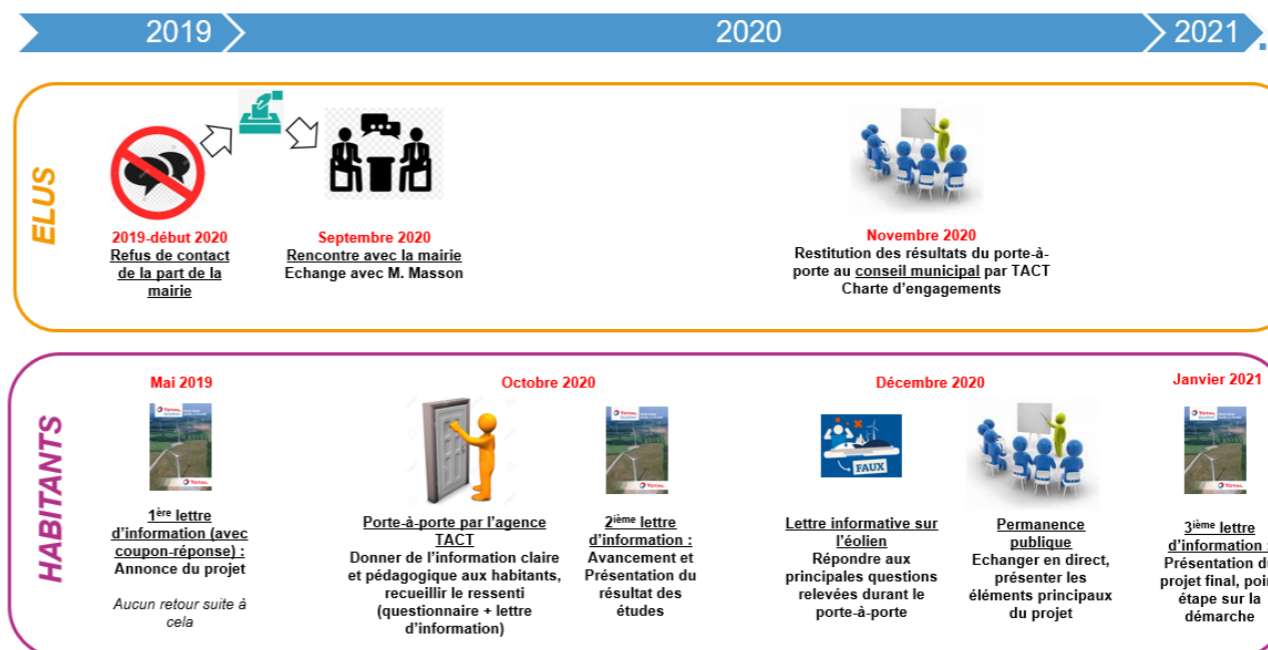 2019
2020
2021
ELUS
2019-début 2020
Refus de contact
de la part de la
mairie
Septembre 2020
Rencontre avec la mairie
Echange avec M. Masson
Novembre 2020
Restitution des résultats du porte-à-
porte au conseil municipal par TACT
Charte d'engagements
HABITANTS
Mai 2019
TOTAL
TOTAL
1ère lettre
d'information (avec
coupon-réponse) :
Annonce du projet
Aucun retour suite à
cela
Octobre 2020
Porte-à-porte par l'agence
TACT
Donner de l'information claire
et pédagogique aux habitants,
recueillir le ressenti
(questionnaire + lettre
d'information)
TOTAL
TOTAL
2ième lettre
d'information :
Avancement et
Présentation du
résultat des
études
Décembre 2020
FAUX
Lettre informative sur
l'éolien
Répondre aux
principales questions
relevées durant le
porte-à-porte
Permanence
publique
Echanger en direct,
présenter les
éléments principaux
du projet
Janvier 2021
TOTAL
TOTAL
3ième lettre
d'information :
Présentation d
projet final, poin
étape sur la
démarche